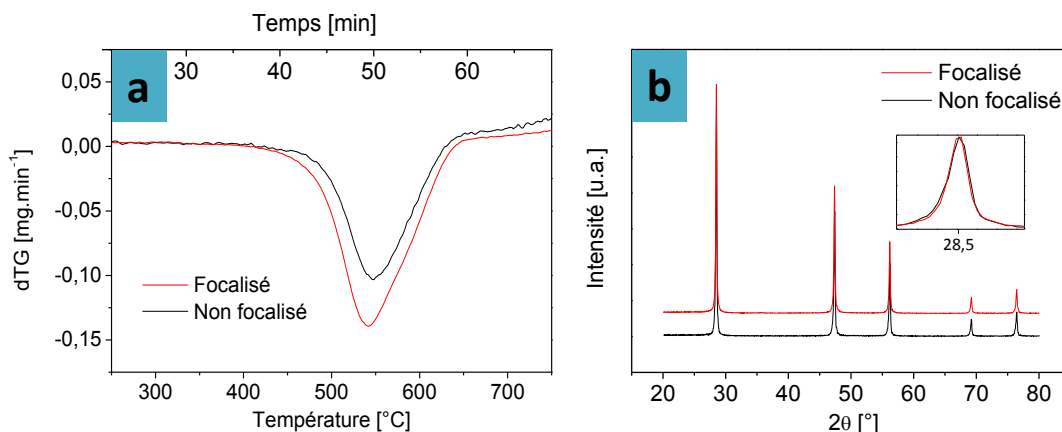 Temps [min]
30 40 50 60
a
0,05
0,00
-0,05
-0,10
-0,15
dTG [mg.min-1]
Focalisé
Non focalisé
300 400 500 600 700
Température [°C]
b
Focalisé
Non focalisé
28,5
Intensité [u.a.]
20 30 40 50 60 70 80
2θ [°]